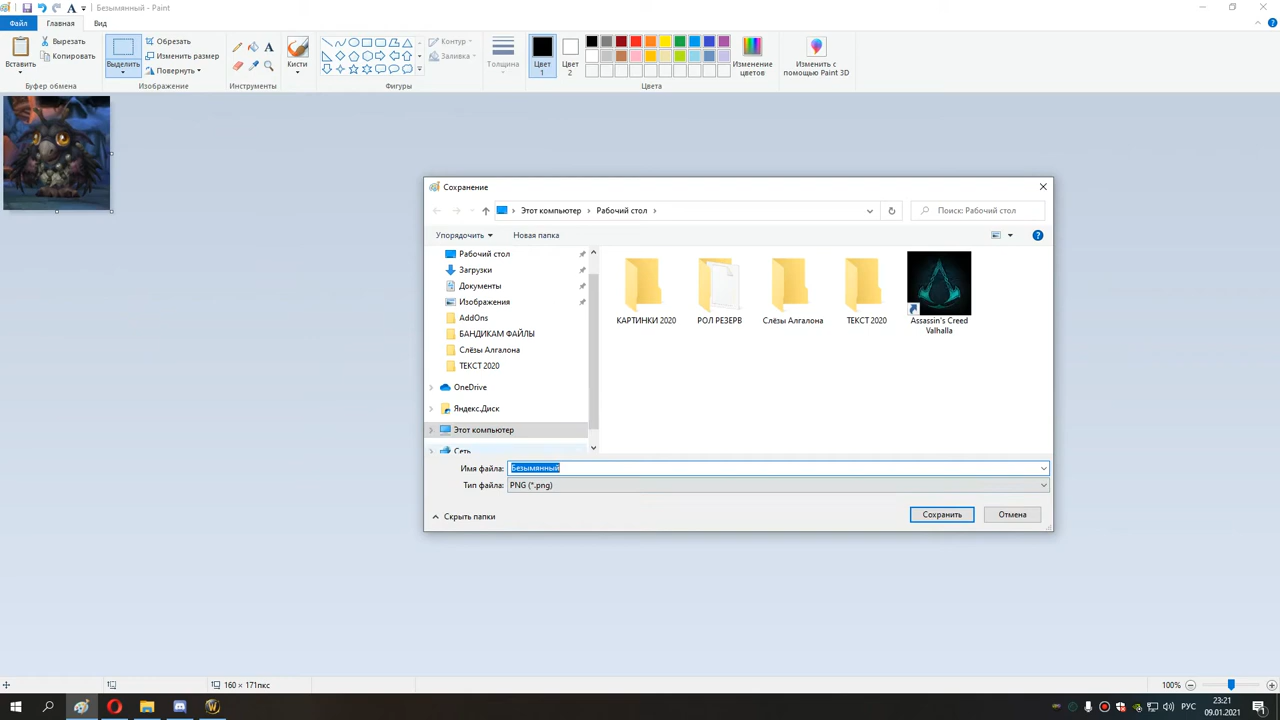 Безымянный - Paint
Файл
Главная
Вид
Вставить
Вырезать
Копировать
Буфер обмена
Выделить
Обрезать
Изменить размер
Повернуть
Изображение
A
Инструменты
Кисти
Контур
Заливка
Фигуры
Толщина
Цвет 1
Цвет 2
Изменение цветов
Цвета
Изменить с помощью Paint 3D
Сохранение
Этот компьютер
Рабочий стол
Поиск: Рабочий стол
Упорядочить
Новая папка
Рабочий стол
Загрузки
Документы
Изображения
AddOns
БАНДИКАМ ФАЙЛЫ
Слёзы Алгалона
ТЕКСТ 2020
OneDrive
Яндекс.Диск
Этот компьютер
Сеть
КАРТИНКИ 2020
РОЛ РЕЗЕРВ
Слёзы Алгалона
ТЕКСТ 2020
Assassin's Creed
Valhalla
Имя файла: Безымянный
Тип файла: PNG (*.png)
Скрыть папки
Сохранить
Отмена
160 × 171пкс
100%
РУС
23:21
09.01.2021